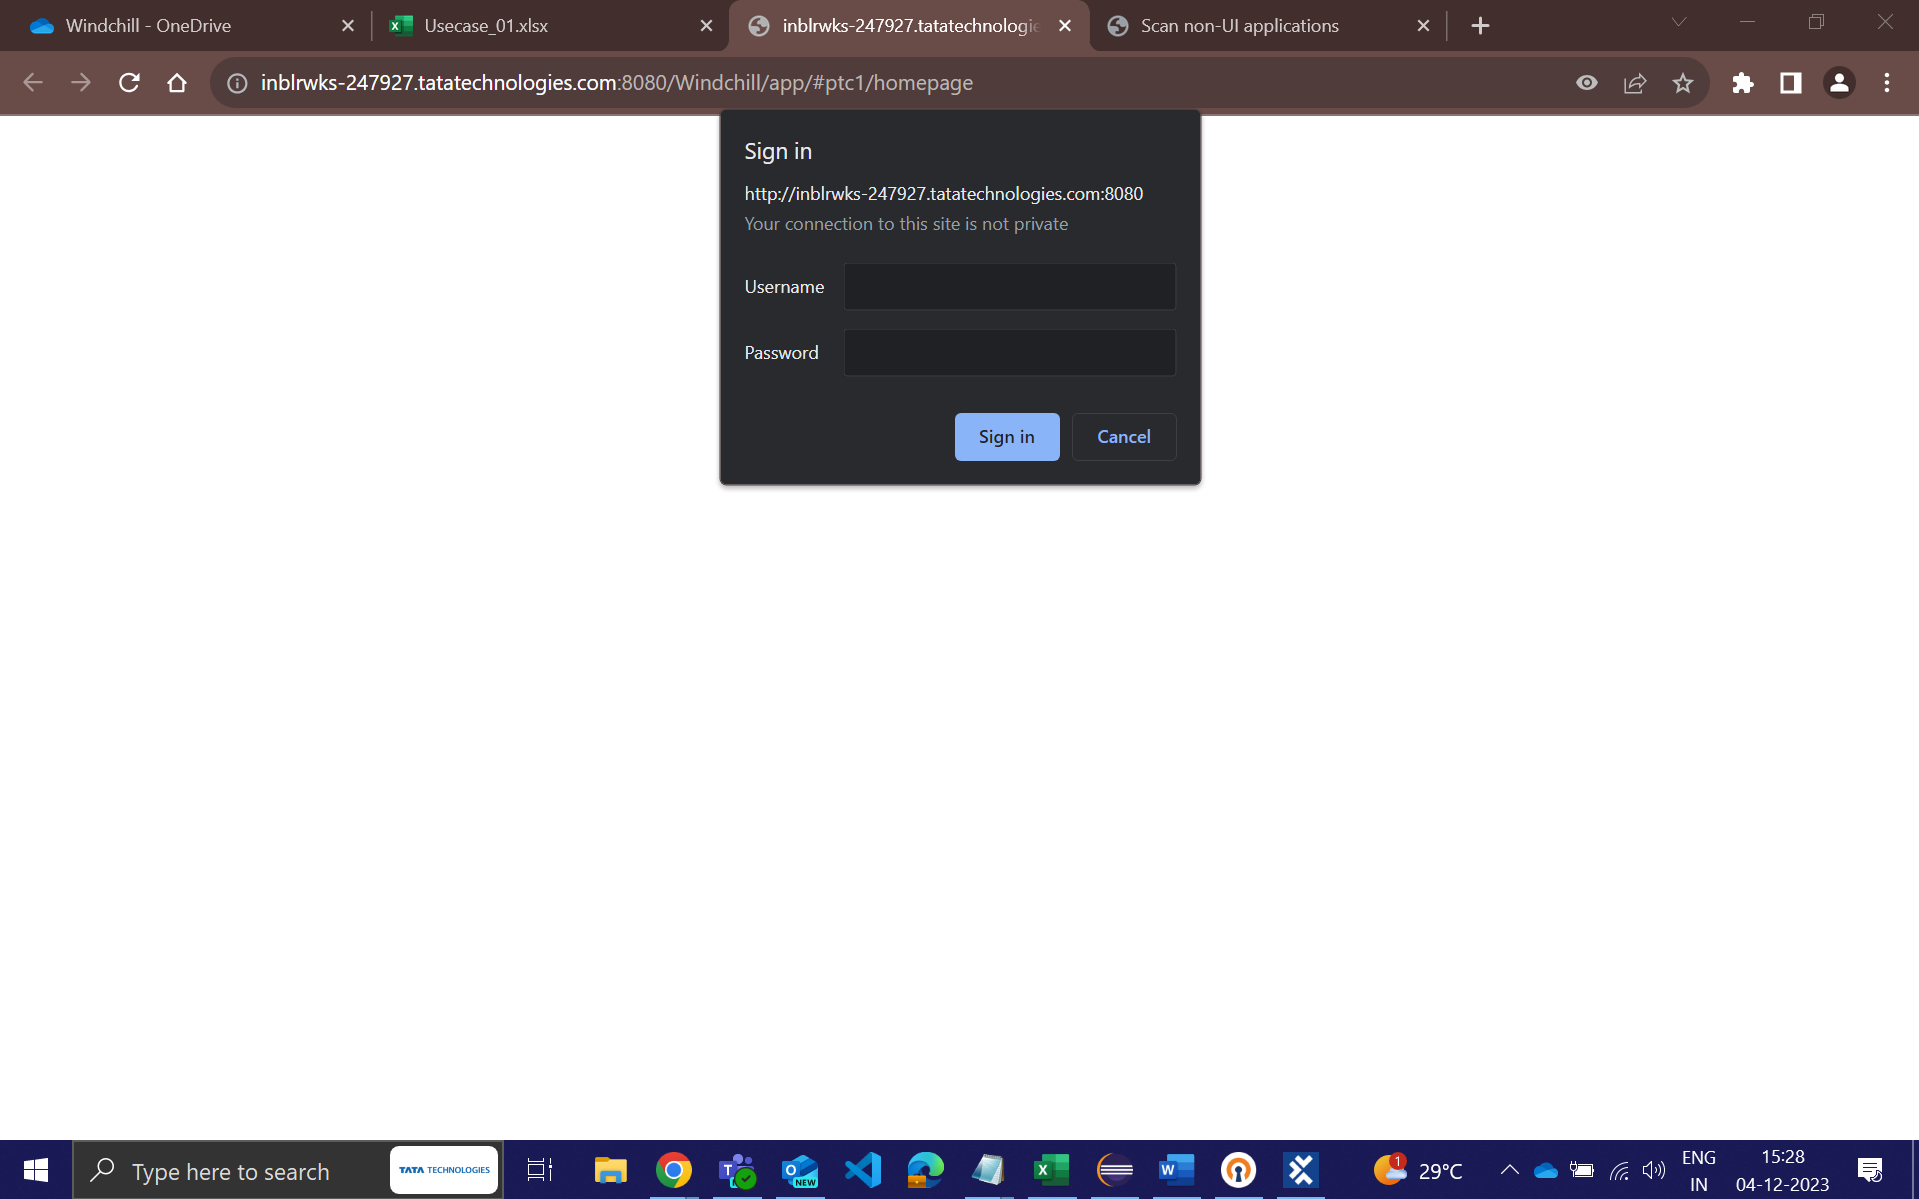 Windchill - OneDrive
Usecase_01.xlsx
inblrwks-247927.tatatechnologie
Scan non-UI applications
inblrwks-247927.tatatechnologies.com:8080/Windchill/app/#ptc1/homepage
Sign in
http://inblrwks-247927.tatatechnologies.com:8080
Your connection to this site is not private
Username
Password
Sign in
Cancel
Type here to search
TATA TECHNOLOGIES
NEW
1
29°C
ENG
IN
15:28
04-12-2023